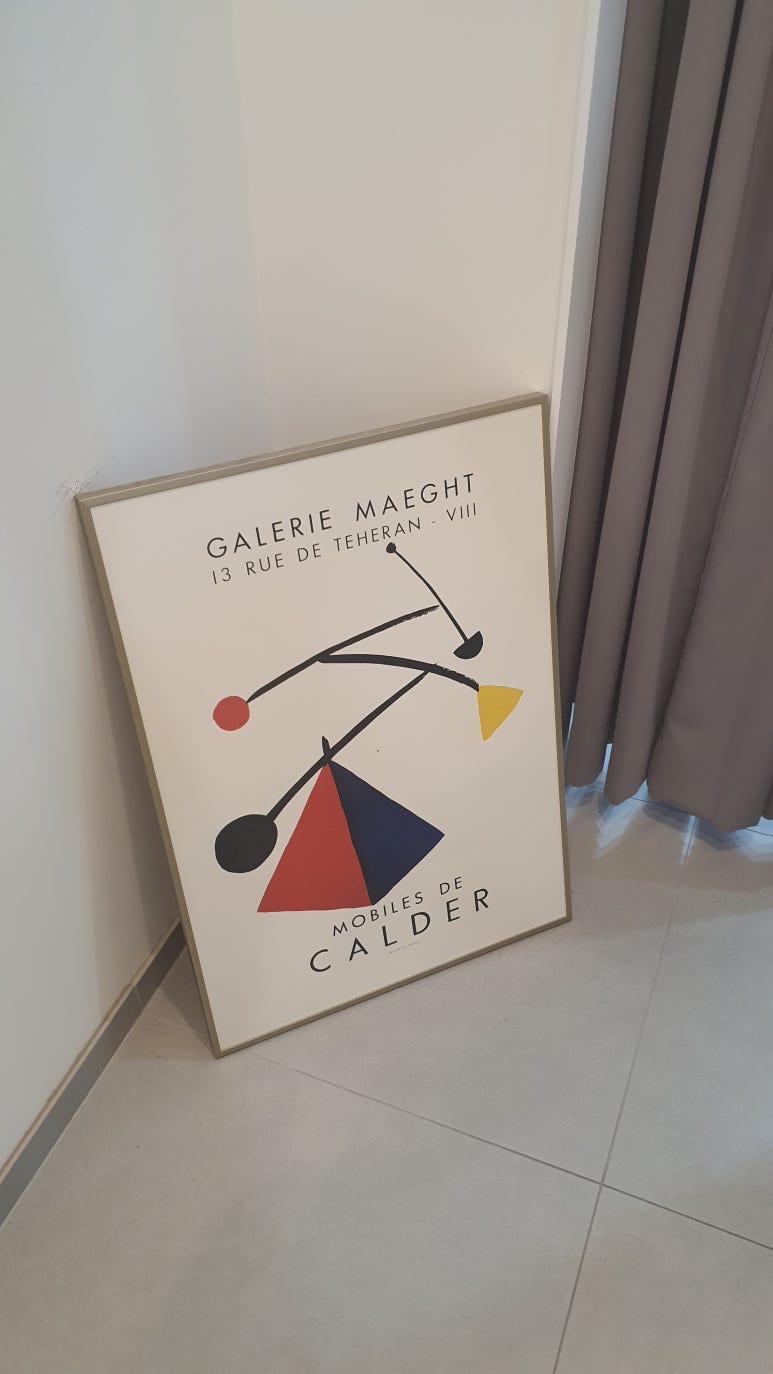 GALERIE MAEGHT
13 RUE DE TEHERAN - VIII
MOBILES DE
CALDER